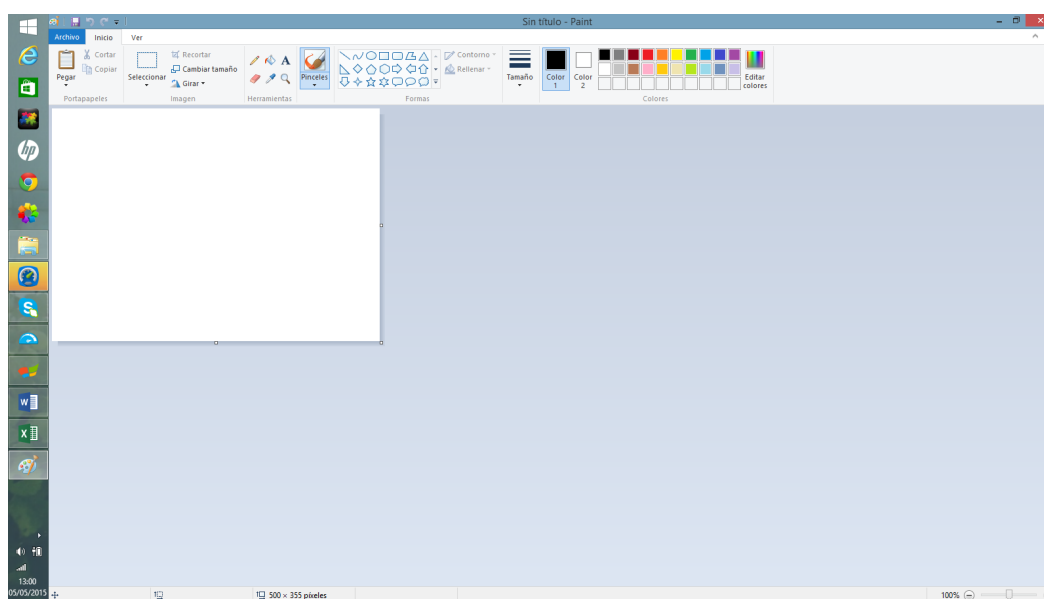 Sin título - Paint
Archivo Inicio Ver
Pegar
Cortar
Copiar
Portapapeles
Seleccionar
Recortar
Cambiar tamaño
Girar
Imagen
A
Herramientas
Pinceles
Contorno
Rellenar
Formas
Tamaño
Color 1
Color 2
Editar colores
Colores
hp
S
W
X
13:00
05/05/2015
500 × 355 píxeles
100%